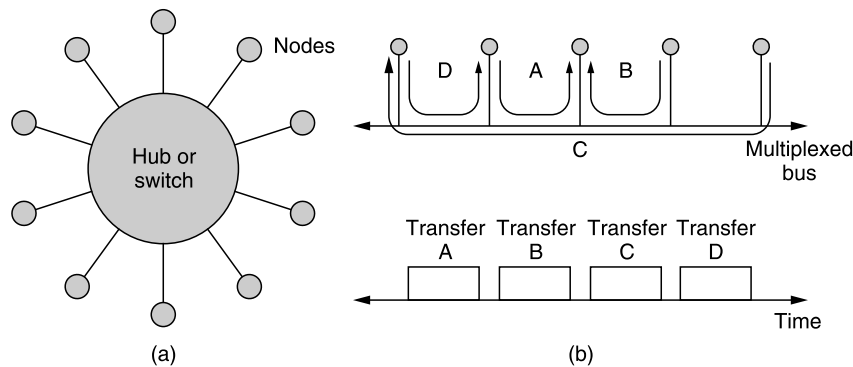 Nodes
Hub or
switch
(a)
D
A
B
C
Multiplexed
bus
Transfer
A
Transfer
B
Transfer
C
Transfer
D
Time
(b)